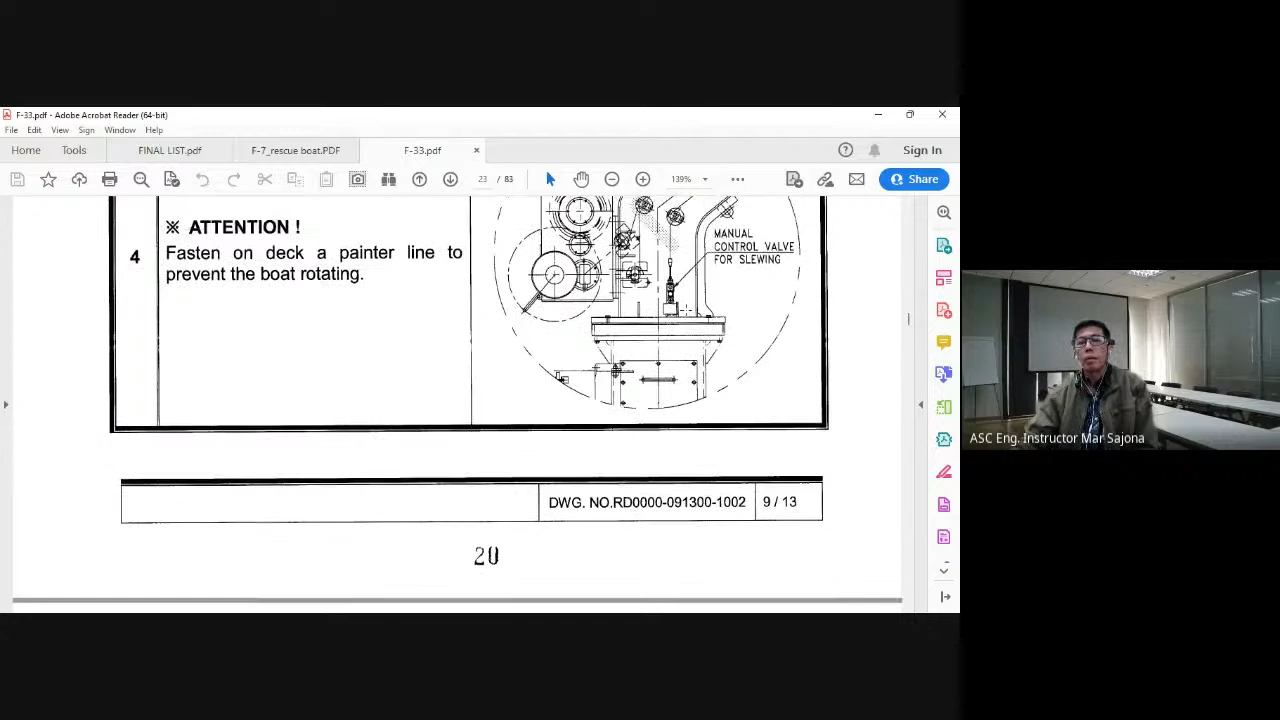 F-33.pdf - Adobe Acrobat Reader (64-bit)
File Edit View Sign Window Help
Home Tools FINAL LIST.pdf F-7_rescue boat.PDF F-33.pdf × Sign In
23 / 83 139% Share
※ ATTENTION !
4 Fasten on deck a painter line to
prevent the boat rotating.
MANUAL
CONTROL VALVE
FOR SLEWING
DWG. NO.RD0000-091300-1002 9 / 13
20
ASC Eng. Instructor Mar Sajona